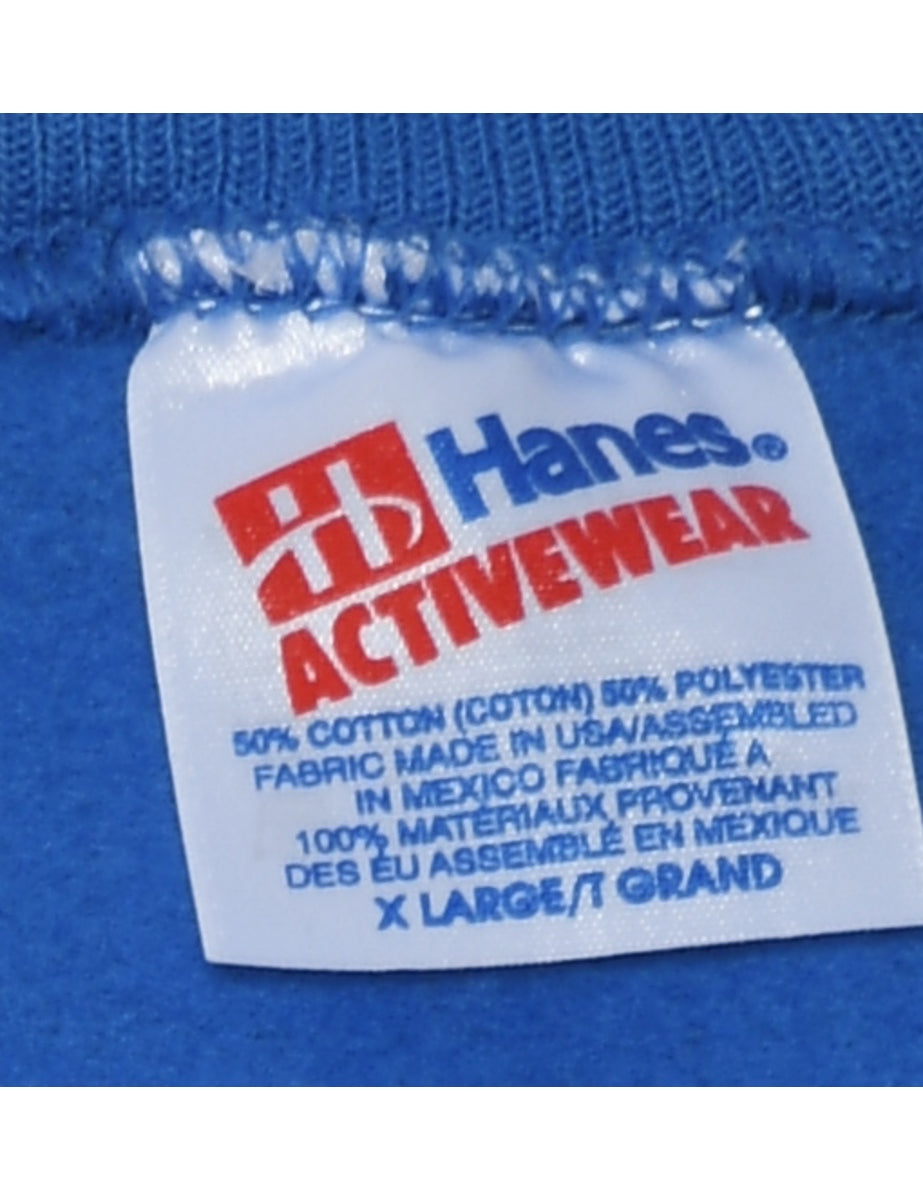 Hanes®
ACTIVEWEAR
50% COTTON (COTON) 50% POLYESTER
FABRIC MADE IN USA/ASSEMBLED
IN MEXICO FABRIQUÉ A
100% MATÉRIAUX PROVENANT
DES ÉU ASSEMBLÉ EN MEXIQUE
X LARGE/T GRAND